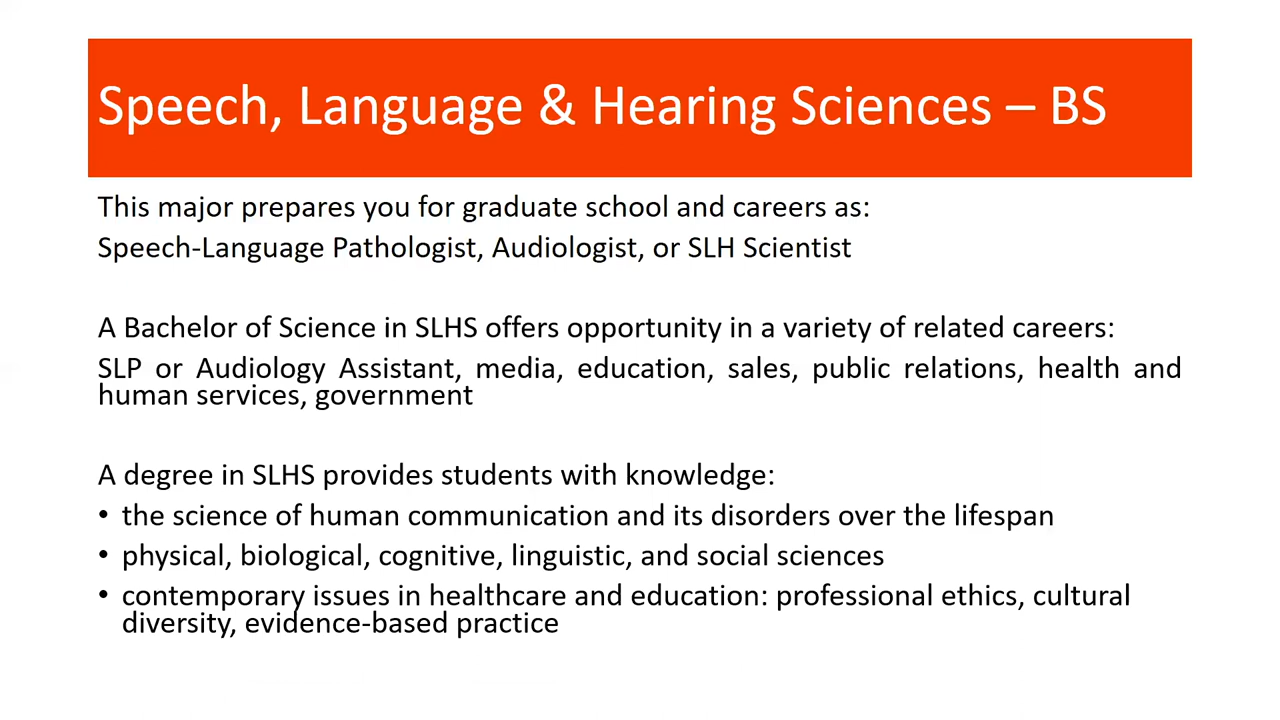 Speech, Language & Hearing Sciences – BS
This major prepares you for graduate school and careers as:
Speech-Language Pathologist, Audiologist, or SLH Scientist
A Bachelor of Science in SLHS offers opportunity in a variety of related careers:
SLP or Audiology Assistant, media, education, sales, public relations, health and
human services, government
A degree in SLHS provides students with knowledge:
• the science of human communication and its disorders over the lifespan
• physical, biological, cognitive, linguistic, and social sciences
• contemporary issues in healthcare and education: professional ethics, cultural
diversity, evidence-based practice